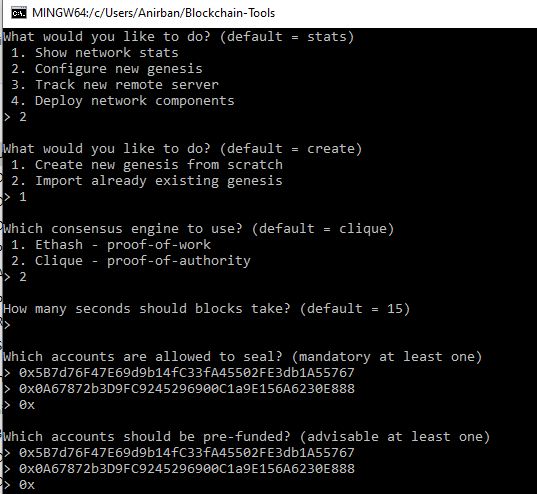 MINGW64:/c/Users/Anirban/Blockchain-Tools
What would you like to do? (default = stats)
1. Show network stats
2. Configure new genesis
3. Track new remote server
4. Deploy network components
> 2
What would you like to do? (default = create)
1. Create new genesis from scratch
2. Import already existing genesis
> 1
Which consensus engine to use? (default = clique)
1. Ethash - proof-of-work
2. Clique - proof-of-authority
> 2
How many seconds should blocks take? (default = 15)
>
Which accounts are allowed to seal? (mandatory at least one)
> 0x5B7d76F47E69d9b14fC33fA45502FE3db1A55767
> 0x0A67872b3D9FC9245296900C1a9E156A6230E888
> 0x
Which accounts should be pre-funded? (advisable at least one)
> 0x5B7d76F47E69d9b14fC33fA45502FE3db1A55767
> 0x0A67872b3D9FC9245296900C1a9E156A6230E888
> 0x